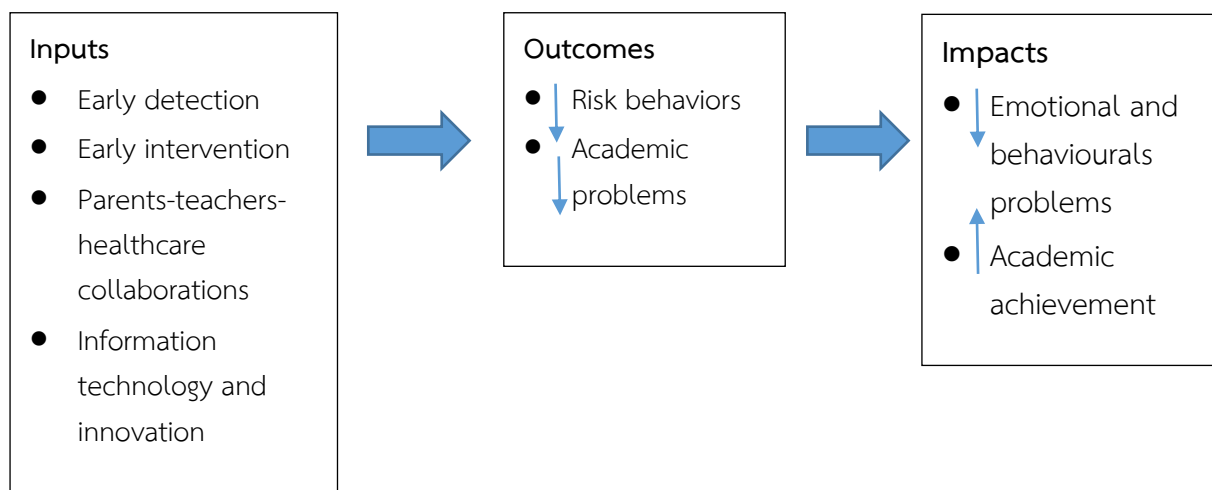 Inputs
● Early detection
● Early intervention
● Parents-teachers-
healthcare
collaborations
● Information
technology and
innovation
Outcomes
● Risk behaviors
● Academic
problems
Impacts
● Emotional and
behaviourals
problems
● Academic
achievement